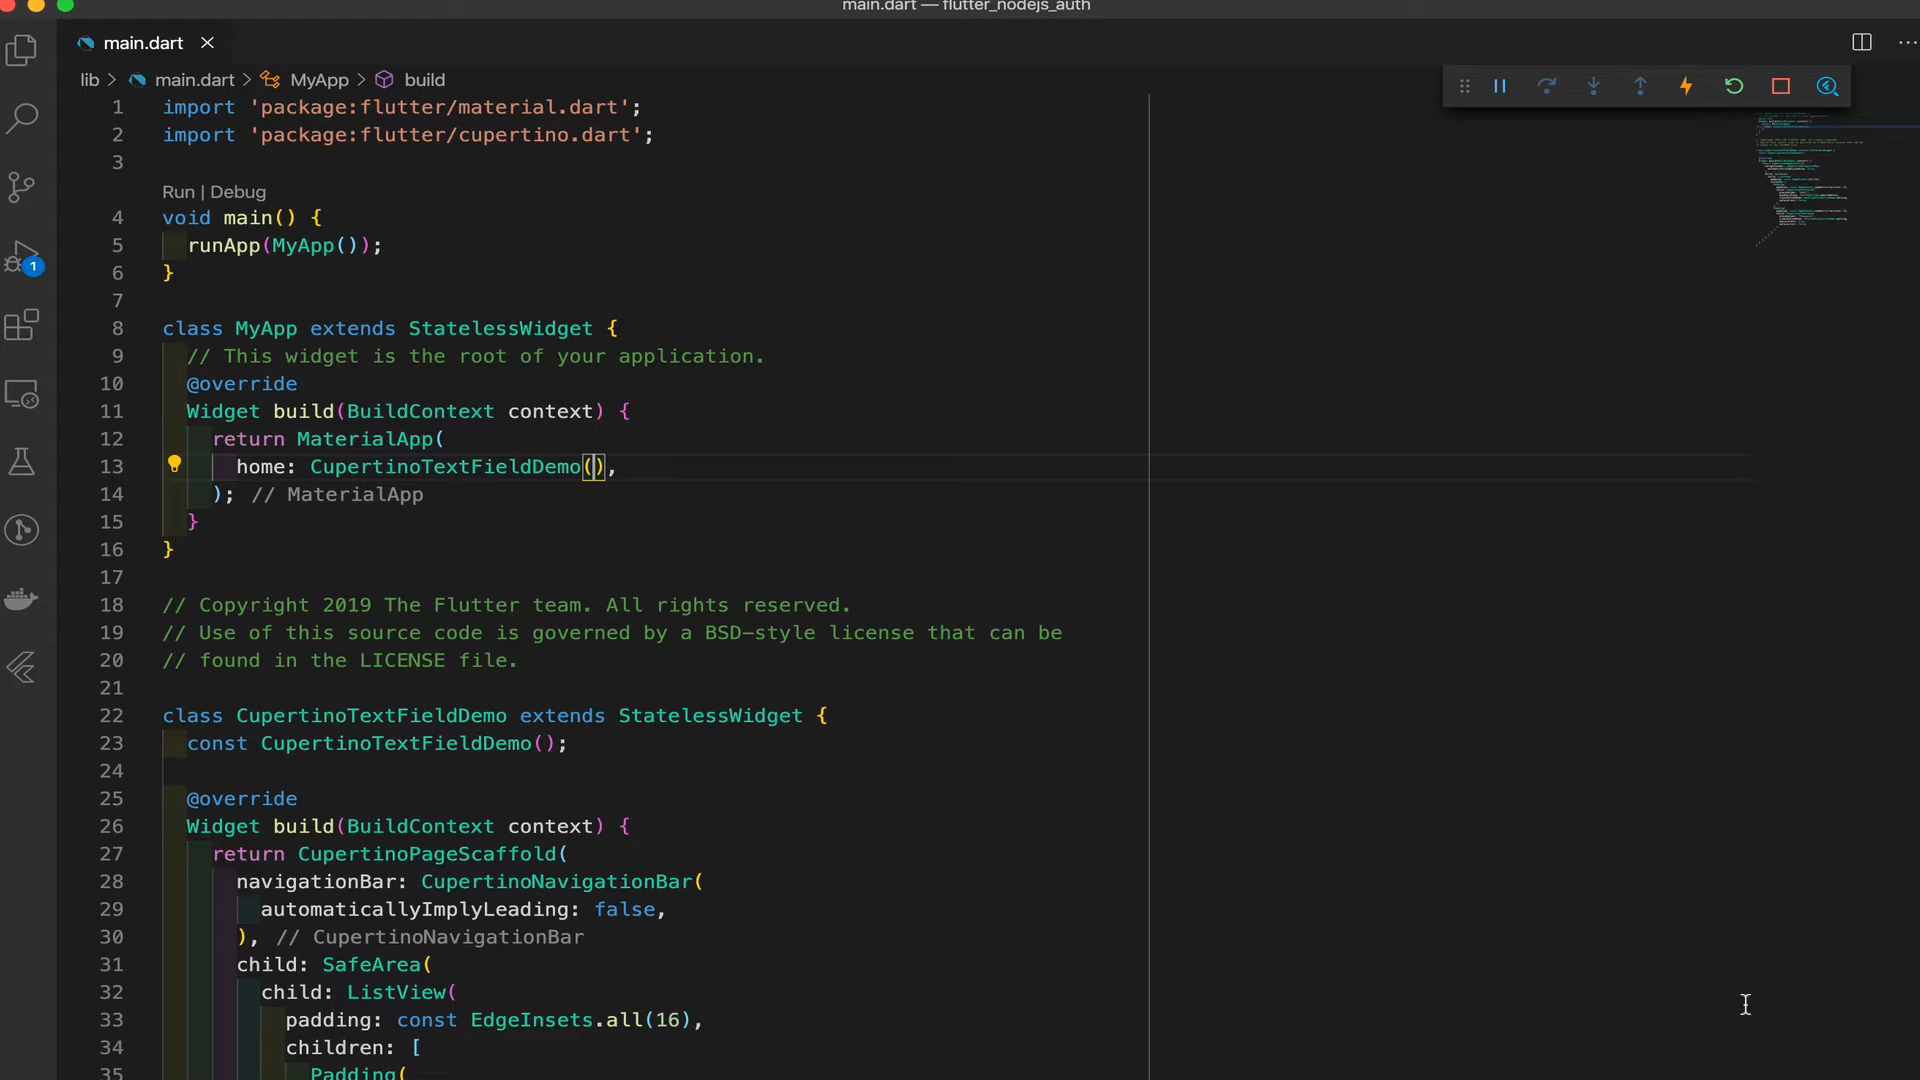 main.dart — flutter_nodejs_auth
main.dart
lib > main.dart > MyApp > build
1 import 'package:flutter/material.dart';
2 import 'package:flutter/cupertino.dart';
3
Run | Debug
4 void main() {
5 runApp(MyApp());
6 }
7
8 class MyApp extends StatelessWidget {
9 // This widget is the root of your application.
10 @override
11 Widget build(BuildContext context) {
12 return MaterialApp(
13 home: CupertinoTextFieldDemo(),
14 ); // MaterialApp
15 }
16 }
17
18 // Copyright 2019 The Flutter team. All rights reserved.
19 // Use of this source code is governed by a BSD-style license that can be
20 // found in the LICENSE file.
21
22 class CupertinoTextFieldDemo extends StatelessWidget {
23 const CupertinoTextFieldDemo();
24
25 @override
26 Widget build(BuildContext context) {
27 return CupertinoPageScaffold(
28 navigationBar: CupertinoNavigationBar(
29 automaticallyImplyLeading: false,
30 ), // CupertinoNavigationBar
31 child: SafeArea(
32 child: ListView(
33 padding: const EdgeInsets.all(16),
34 children: [
35 Padding(
1